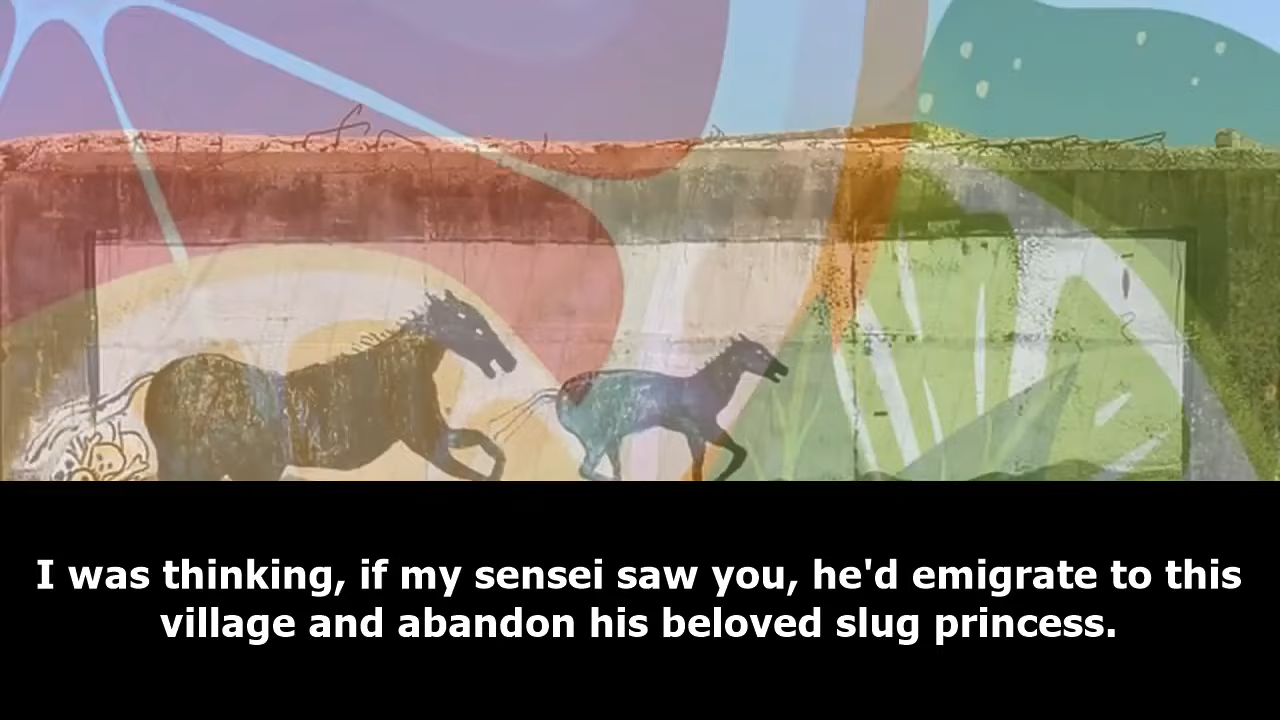 I was thinking, if my sensei saw you, he'd emigrate to this
village and abandon his beloved slug princess.